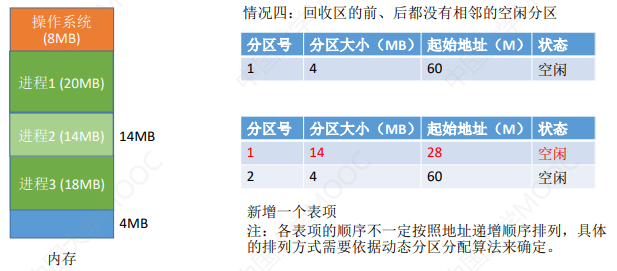 操作系统
(8MB)
进程1 (20MB)
进程2 (14MB)
14MB
进程3 (18MB)
4MB
内存
情况四：回收区的前、后都没有相邻的空闲分区
分区号 分区大小（MB） 起始地址（M） 状态
1 4 60 空闲
分区号 分区大小（MB） 起始地址（M） 状态
1 14 28 空闲
2 4 60 空闲
新增一个表项
注：各表项的顺序不一定按照地址递增顺序排列，具体
的排列方式需要依据动态分区分配算法来确定。